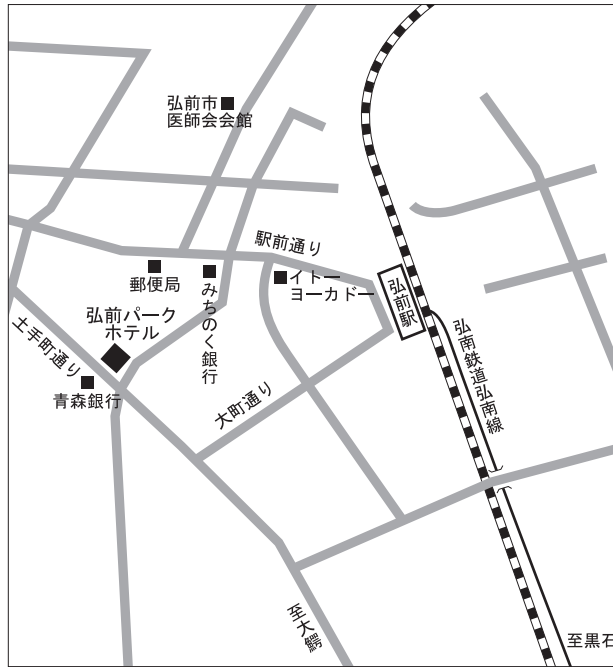 弘前市
医師会会館
駅前通り
郵便局
イトー
ヨーカドー
みちのく銀行
弘前駅
弘前パーク
ホテル
土手町通り
青森銀行
大町通り
弘南鉄道弘南線
至大鰐
至黒石